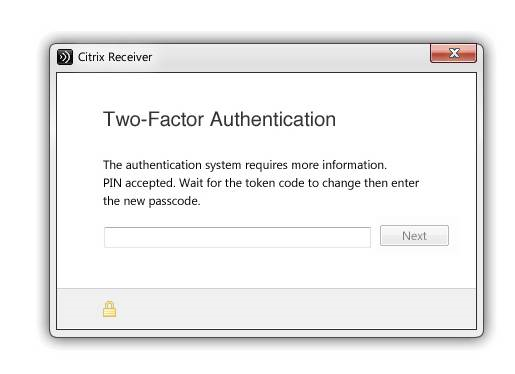 Citrix Receiver
Two-Factor Authentication
The authentication system requires more information.
PIN accepted. Wait for the token code to change then enter
the new passcode.
Next